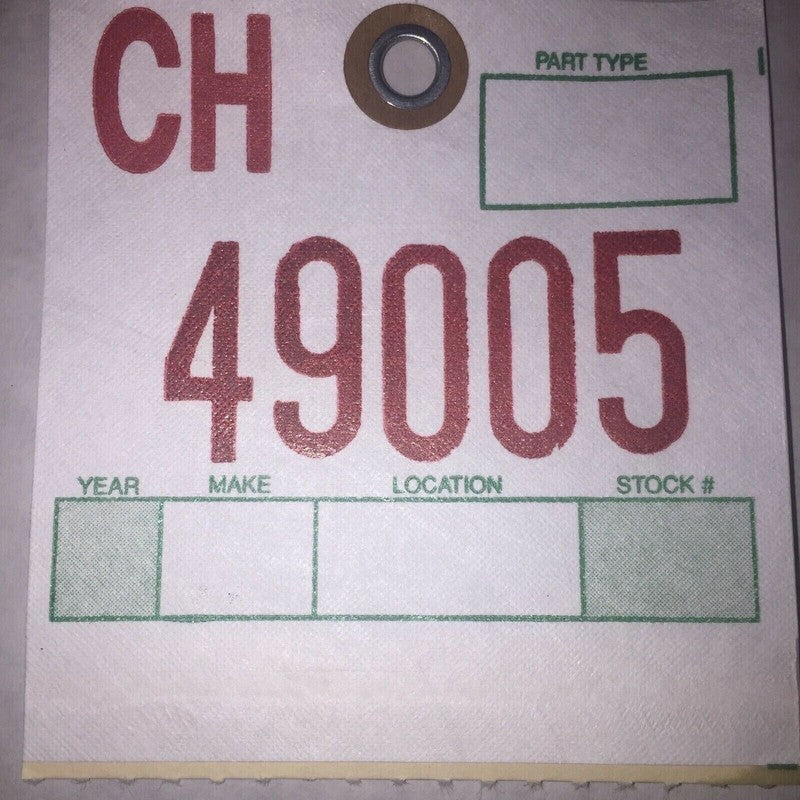 CH
PART TYPE
49005
YEAR MAKE LOCATION STOCK #